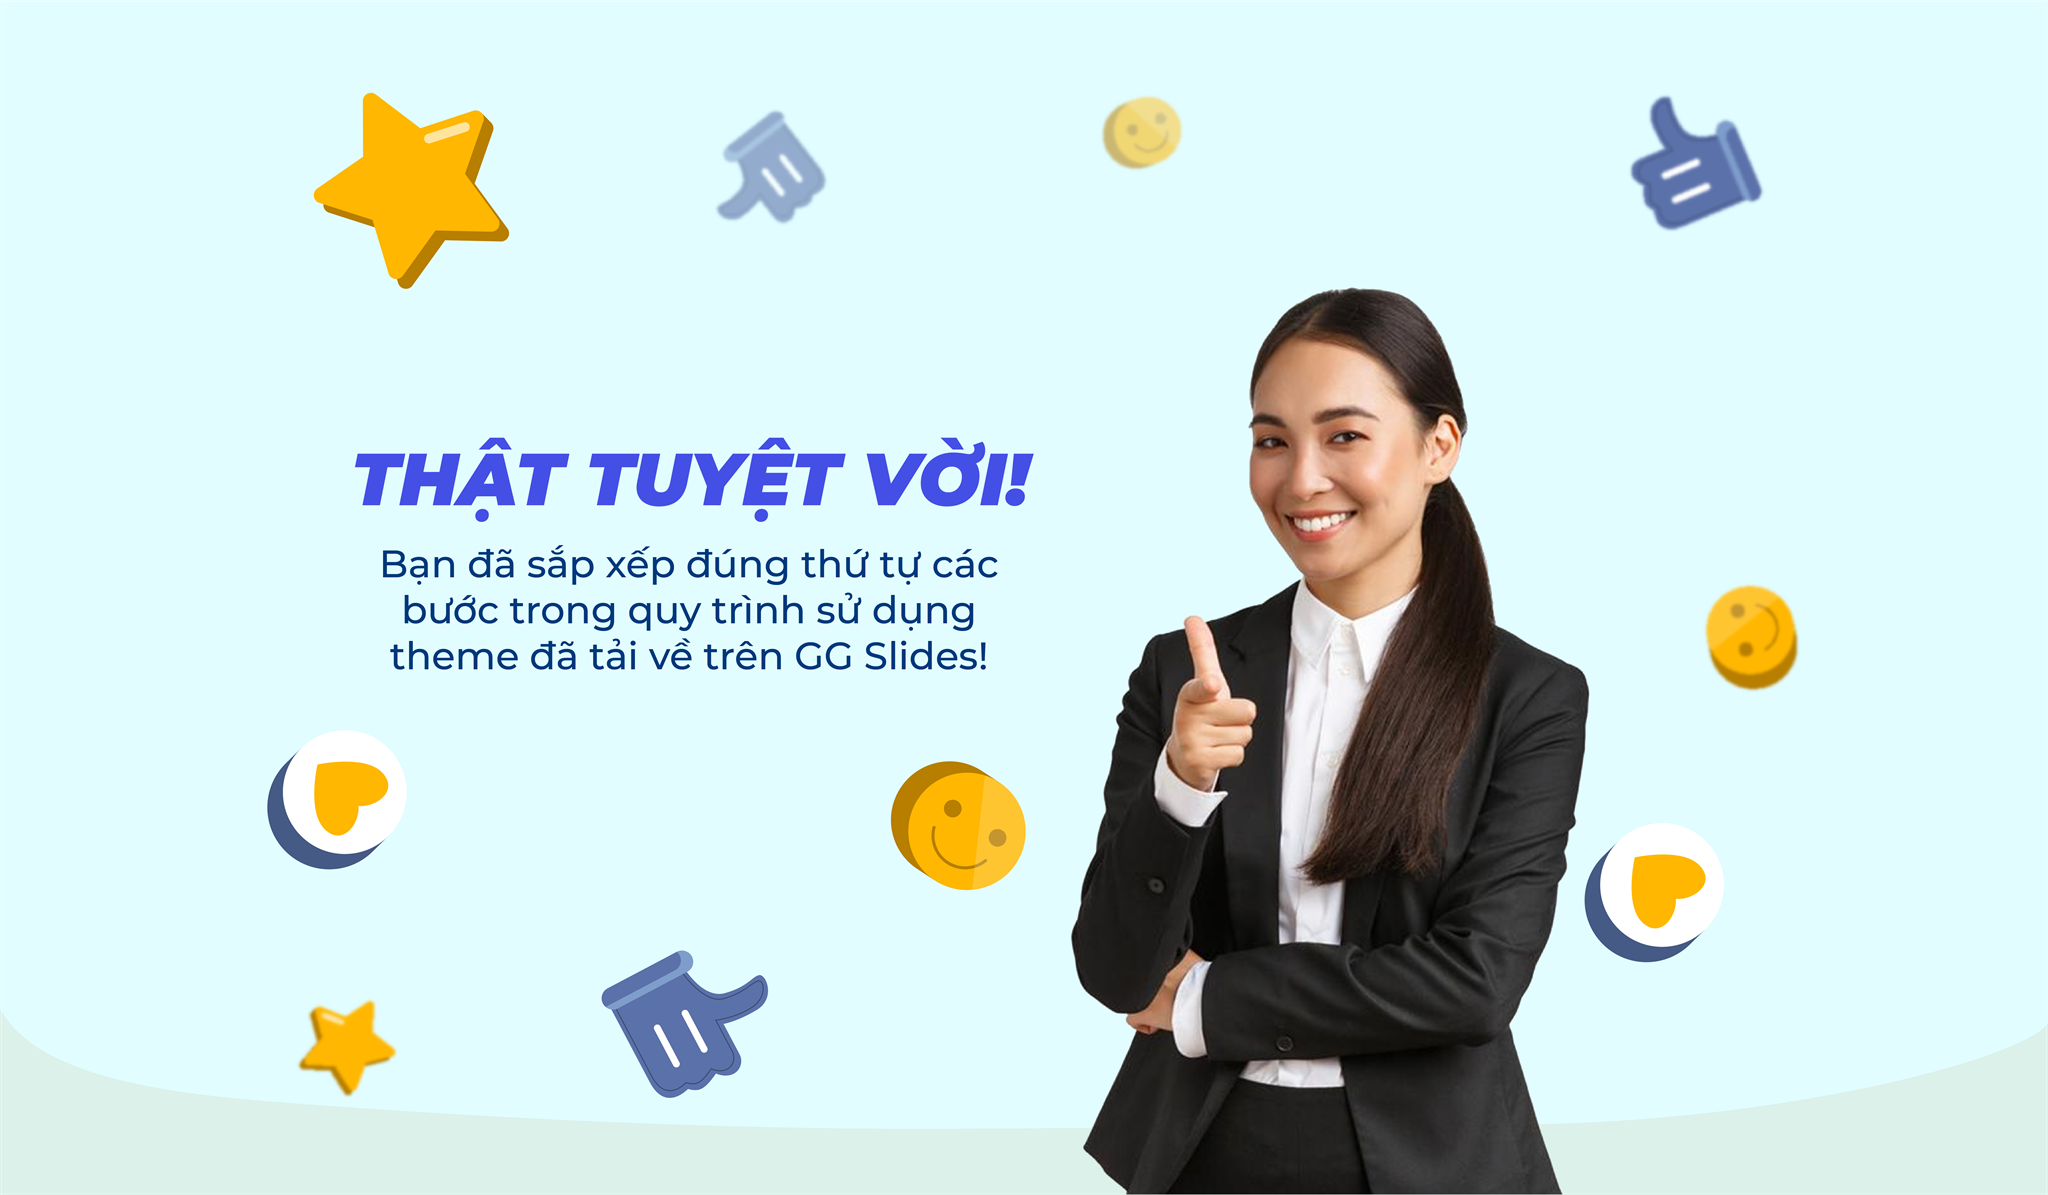 THẬT TUYỆT VỜI!
Bạn đã sắp xếp đúng thứ tự các
bước trong quy trình sử dụng
theme đã tải về trên GG Slides!